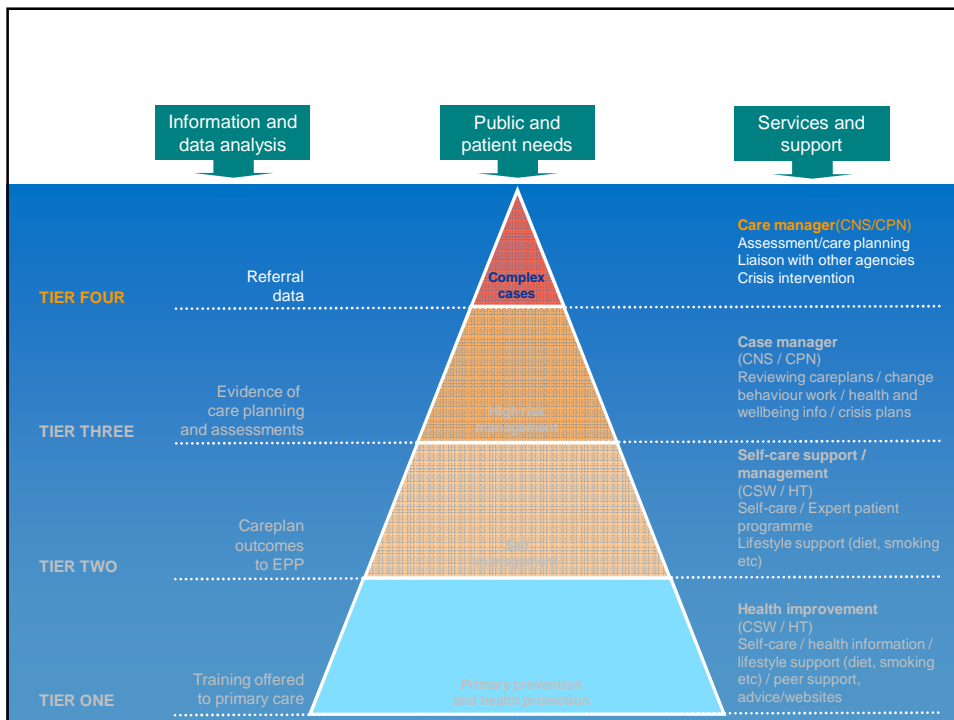 Information and
data analysis
Public and
patient needs
Services and
support
TIER FOUR
Referral
data
Complex
cases
Care manager(CNS/CPN)
Assessment/care planning
Liaison with other agencies
Crisis intervention
TIER THREE
Evidence of
care planning
and assessments
High risk
management
Case manager
(CNS / CPN)
Reviewing careplans / change
behaviour work / health and
wellbeing info / crisis plans
TIER TWO
Careplan
outcomes
to EPP
Self
management
Self-care support /
management
(CSW / HT)
Self-care / Expert patient
programme
Lifestyle support (diet, smoking
etc)
TIER ONE
Training offered
to primary care
Primary prevention
and health promotion
Health improvement
(CSW / HT)
Self-care / health information /
lifestyle support (diet, smoking
etc) / peer support,
advice/websites